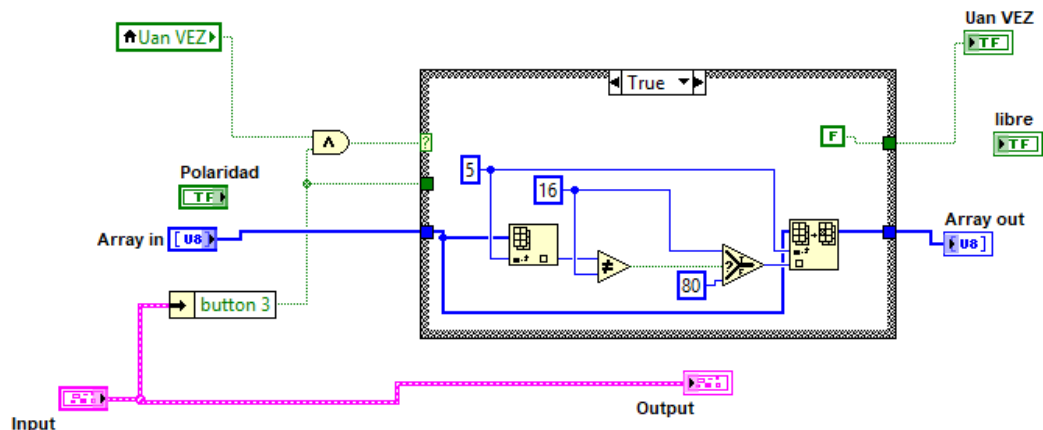 Uan VEZ
Uan VEZ
TF
True
libre
TF
F
?
Polaridad
TF
5
16
Array in
[U8]
Array out
U8]
?
T
F
80
button 3
Input
Output